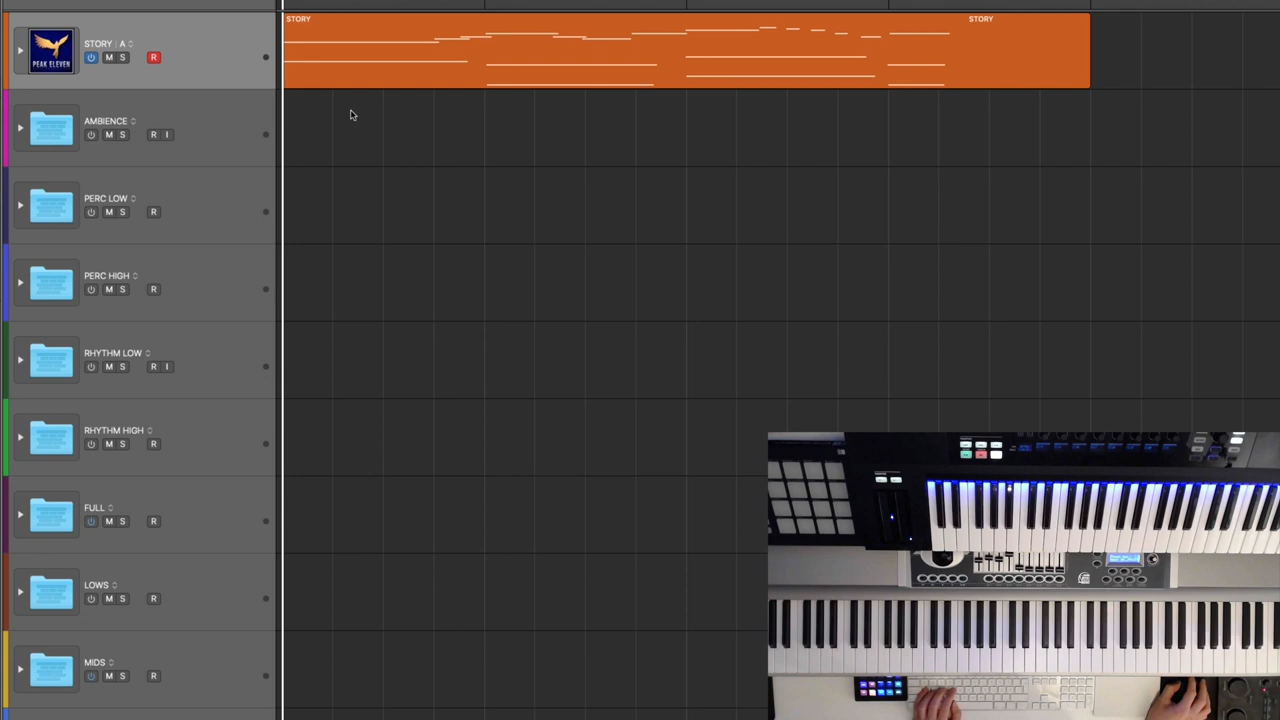 STORY
STORY
STORY | A
M S R
PEAK ELEVEN
AMBIENCE
M S R I
PERC LOW
M S R
PERC HIGH
M S R
RHYTHM LOW
M S R I
RHYTHM HIGH
M S R
FULL
M S R
LOWS
M S R
MIDS
M S R